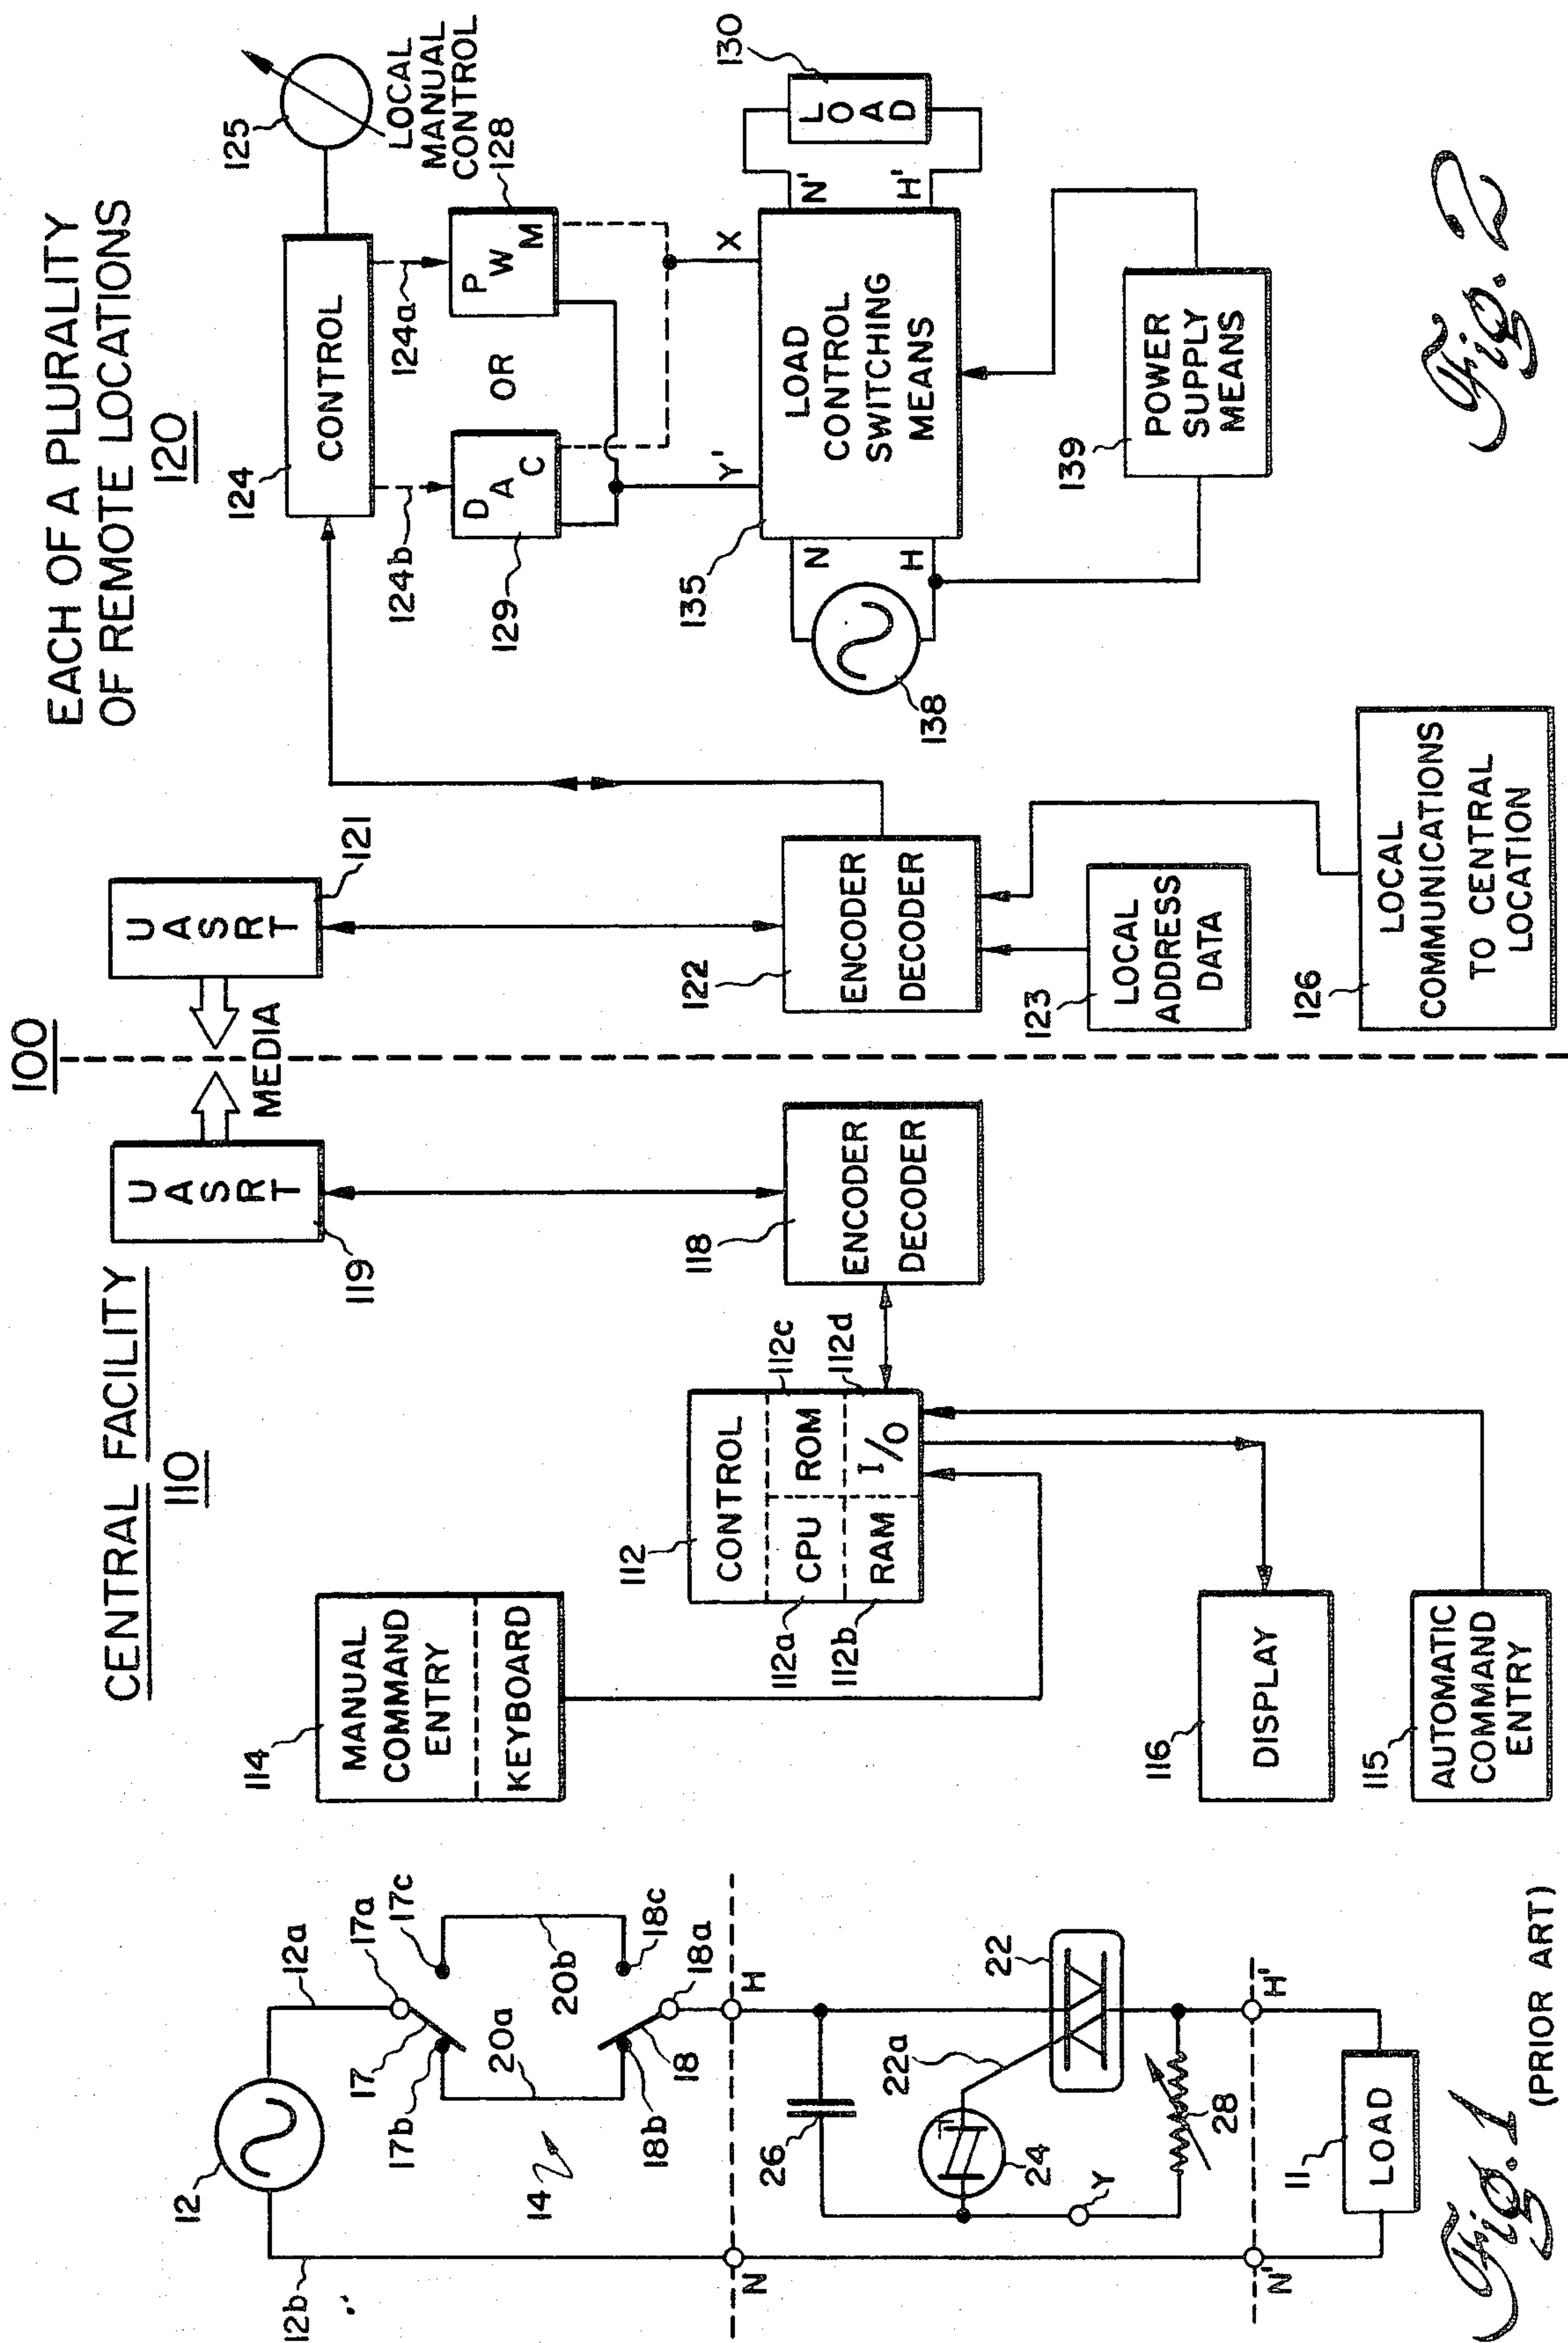 100
CENTRAL FACILITY
110
EACH OF A PLURALITY
OF REMOTE LOCATIONS
120
MANUAL
COMMAND
ENTRY
KEYBOARD
114
CONTROL
CPU
ROM
RAM
I/O
112
112a
112b
112c
112d
DISPLAY
116
AUTOMATIC
COMMAND
ENTRY
115
ENCODER
DECODER
118
UASRT
119
MEDIA
UASRT
121
ENCODER
DECODER
122
LOCAL
ADDRESS
DATA
123
LOCAL
COMMUNICATIONS
TO CENTRAL
LOCATION
126
CONTROL
124
124a
124b
125
LOCAL
MANUAL
CONTROL
DAC
129
OR
PWM
128
Y'
X
LOAD
CONTROL
SWITCHING
MEANS
135
N
H
N'
H'
138
LOAD
130
POWER
SUPPLY
MEANS
139
Fig. 2
12
12a
12b
14
17
17a
17b
17c
18
18a
18b
18c
20a
20b
N
H
22
22a
24
26
28
Y
N'
H'
11
LOAD
Fig. 1
(PRIOR ART)